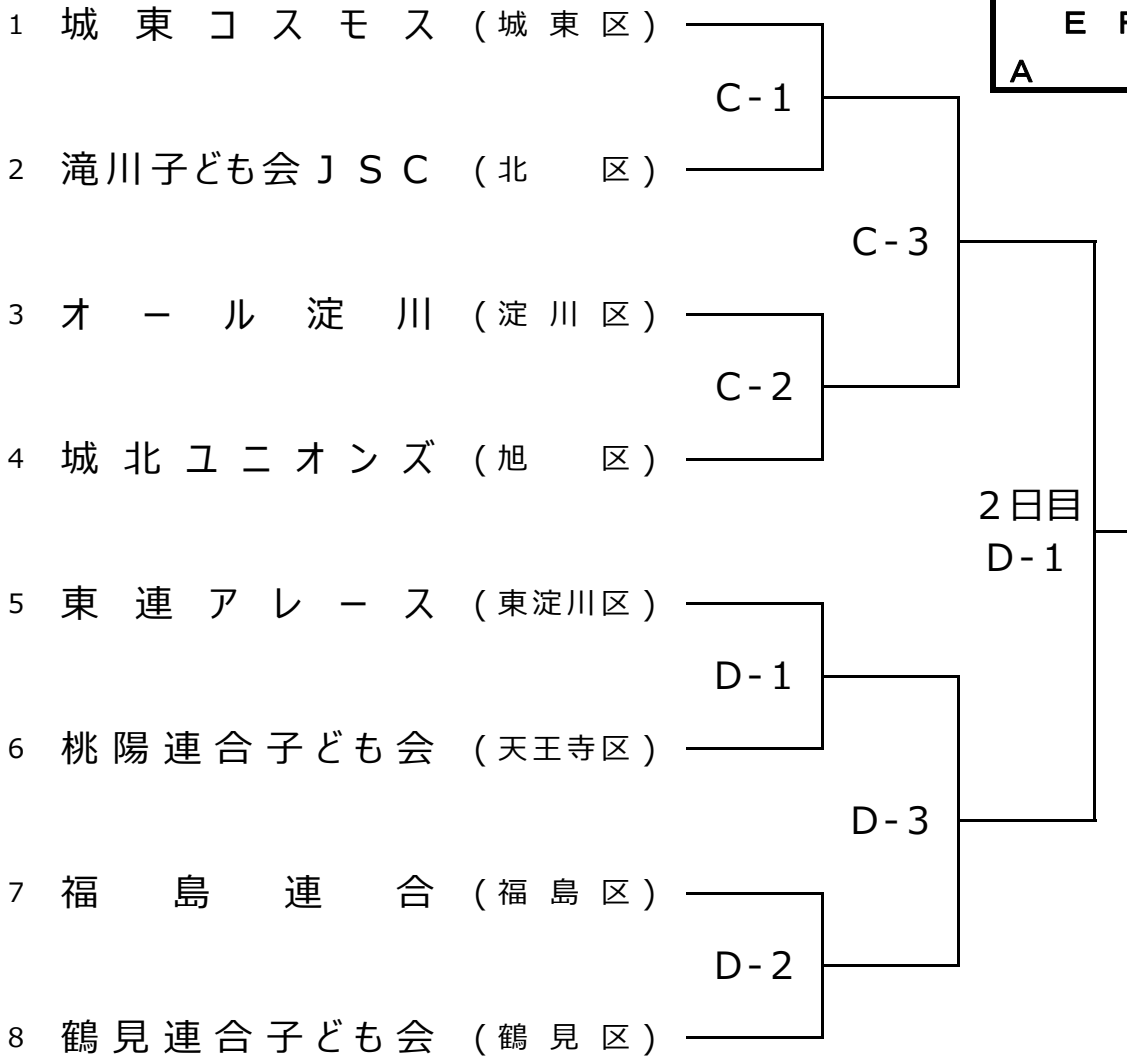 E F
A
1 城東コスモス (城東区)
C-1
2 滝川子ども会JSC (北区)
C-3
3 オール淀川 (淀川区)
C-2
4 城北ユニオンズ (旭区)
2日目
D-1
5 東連アレース (東淀川区)
D-1
6 桃陽連合子ども会 (天王寺区)
D-3
7 福島連合 (福島区)
D-2
8 鶴見連合子ども会 (鶴見区)